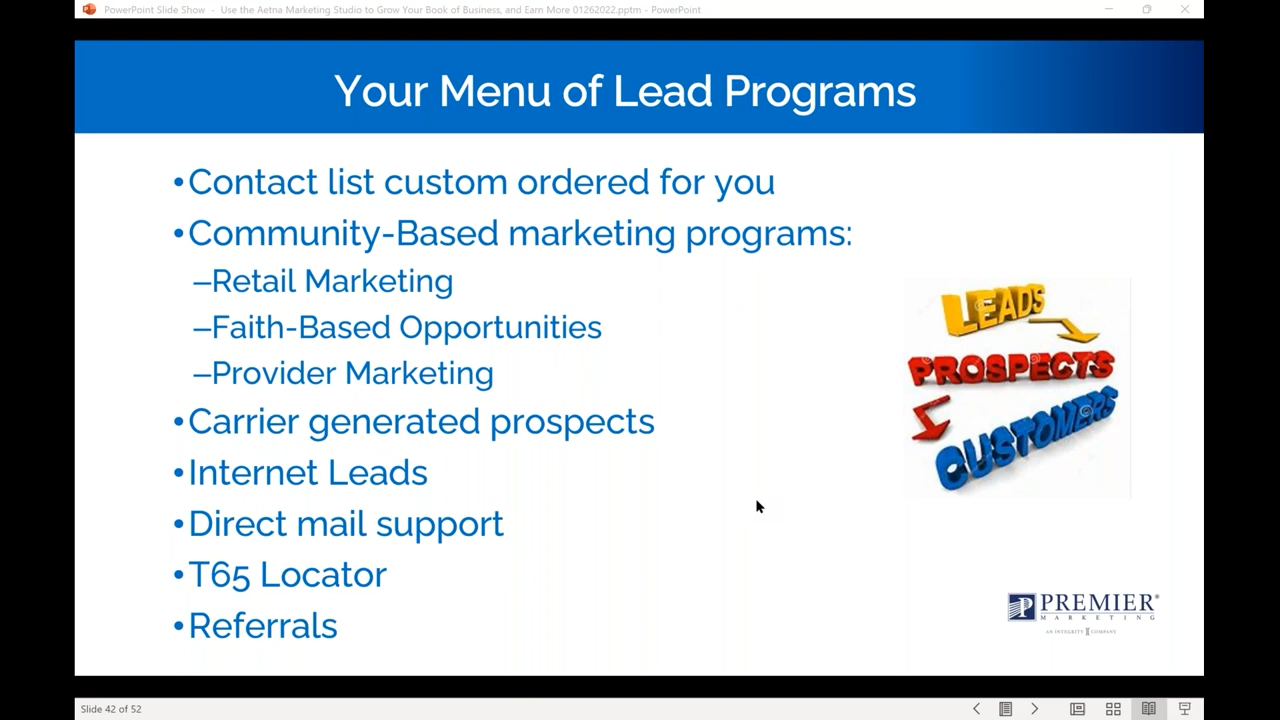 PowerPoint Slide Show - Use the Aetna Marketing Studio to Grow Your Book of Business, and Earn More 01262022.pptm - PowerPoint
Your Menu of Lead Programs
•Contact list custom ordered for you
•Community-Based marketing programs:
–Retail Marketing
–Faith-Based Opportunities
–Provider Marketing
•Carrier generated prospects
•Internet Leads
•Direct mail support
•T65 Locator
•Referrals
LEADS
PROSPECTS
CUSTOMERS
PREMIER®
MARKETING
AN INTEGRITY COMPANY
Slide 42 of 52